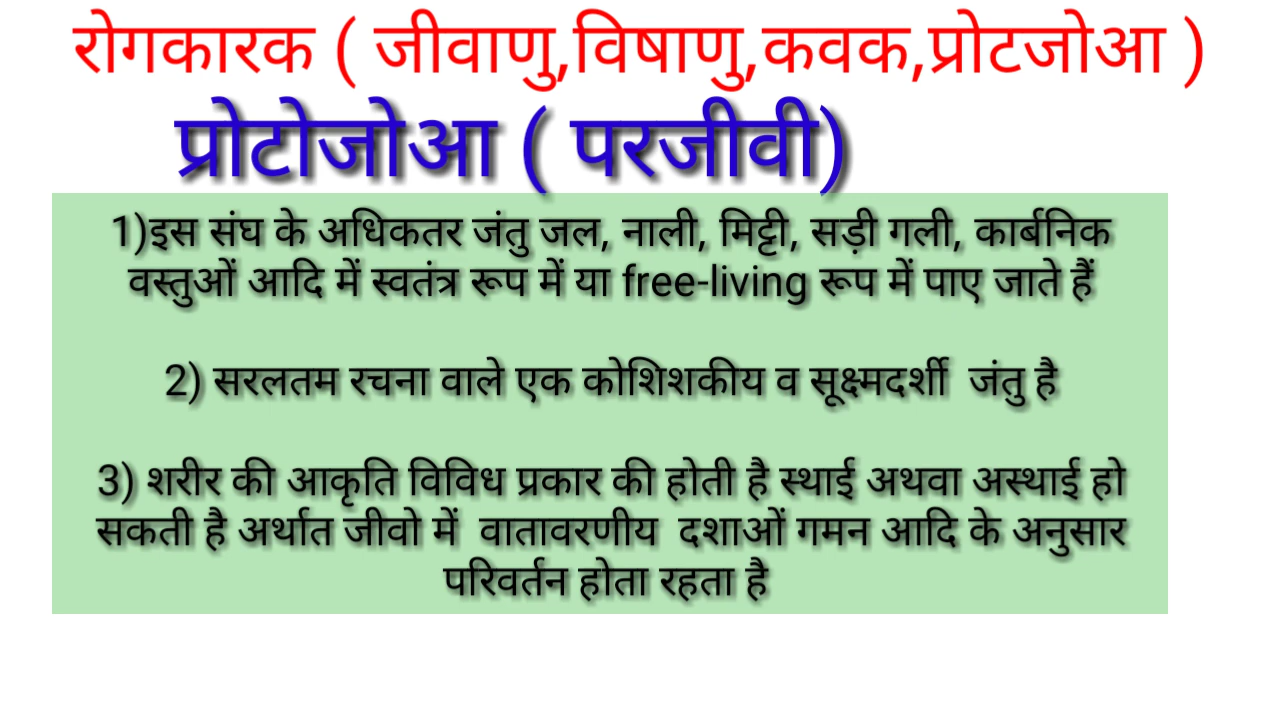 रोगकारक ( जीवाणु,विषाणु,कवक,प्रोटजोआ )
प्रोटोजोआ ( परजीवी)
1)इस संघ के अधिकतर जंतु जल, नाली, मिट्टी, सड़ी गली, कार्बनिक
वस्तुओं आदि में स्वतंत्र रूप में या free-living रूप में पाए जाते हैं
2) सरलतम रचना वाले एक कोशिशकीय व सूक्ष्मदर्शी जंतु है
3) शरीर की आकृति विविध प्रकार की होती है स्थाई अथवा अस्थाई हो
सकती है अर्थात जीवो में वातावरणीय दशाओं गमन आदि के अनुसार
परिवर्तन होता रहता है